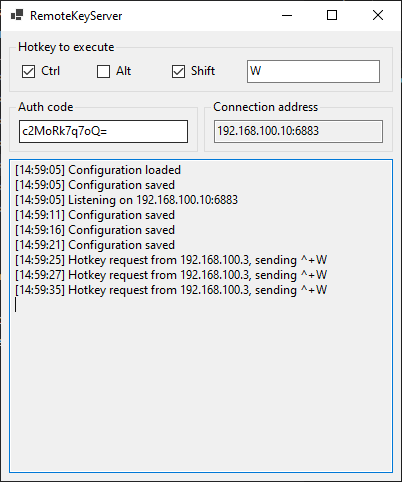 RemoteKeyServer
Hotkey to execute
Ctrl Alt Shift W
Auth code Connection address
c2MoRk7q7oQ= 192.168.100.10:6883
[14:59:05] Configuration loaded
[14:59:05] Configuration saved
[14:59:05] Listening on 192.168.100.10:6883
[14:59:11] Configuration saved
[14:59:16] Configuration saved
[14:59:21] Configuration saved
[14:59:25] Hotkey request from 192.168.100.3, sending ^+W
[14:59:27] Hotkey request from 192.168.100.3, sending ^+W
[14:59:35] Hotkey request from 192.168.100.3, sending ^+W